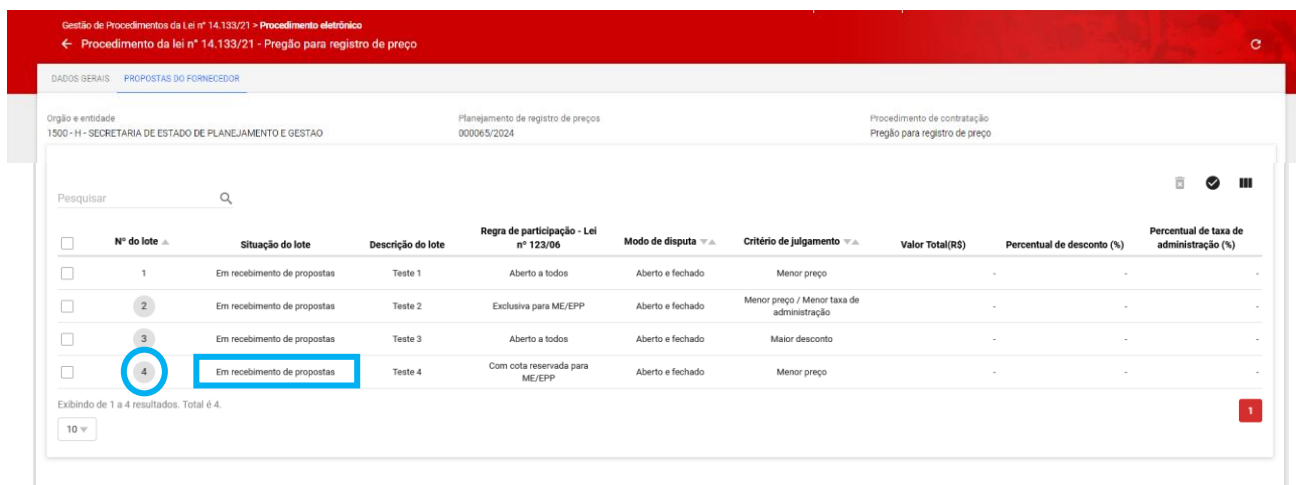 Gestão de Procedimentos da Lei nº 14.133/21 > Procedimento eletrônico
Procedimento da lei nº 14.133/21 - Pregão para registro de preço
DADOS GERAIS PROPOSTAS DO FORNECEDOR
Orgão e entidade Planejamento de registro de preços Procedimento de contratação
1500 - H - SECRETARIA DE ESTADO DE PLANEJAMENTO E GESTAO 000065/2024 Pregão para registro de preço
Pesquisar
Nº do lote Situação do lote Descrição do lote Regra de participação - Lei nº 123/06 Modo de disputa Critério de julgamento Valor Total(R$) Percentual de desconto (%) Percentual de taxa de administração (%)
1 Em recebimento de propostas Teste 1 Aberto a todos Aberto e fechado Menor preço - - -
2 Em recebimento de propostas Teste 2 Exclusiva para ME/EPP Aberto e fechado Menor preço / Menor taxa de administração - - -
3 Em recebimento de propostas Teste 3 Aberto a todos Aberto e fechado Maior desconto - - -
4 Em recebimento de propostas Teste 4 Com cota reservada para ME/EPP Aberto e fechado Menor preço - - -
Exibindo de 1 a 4 resultados. Total é 4.
1
10